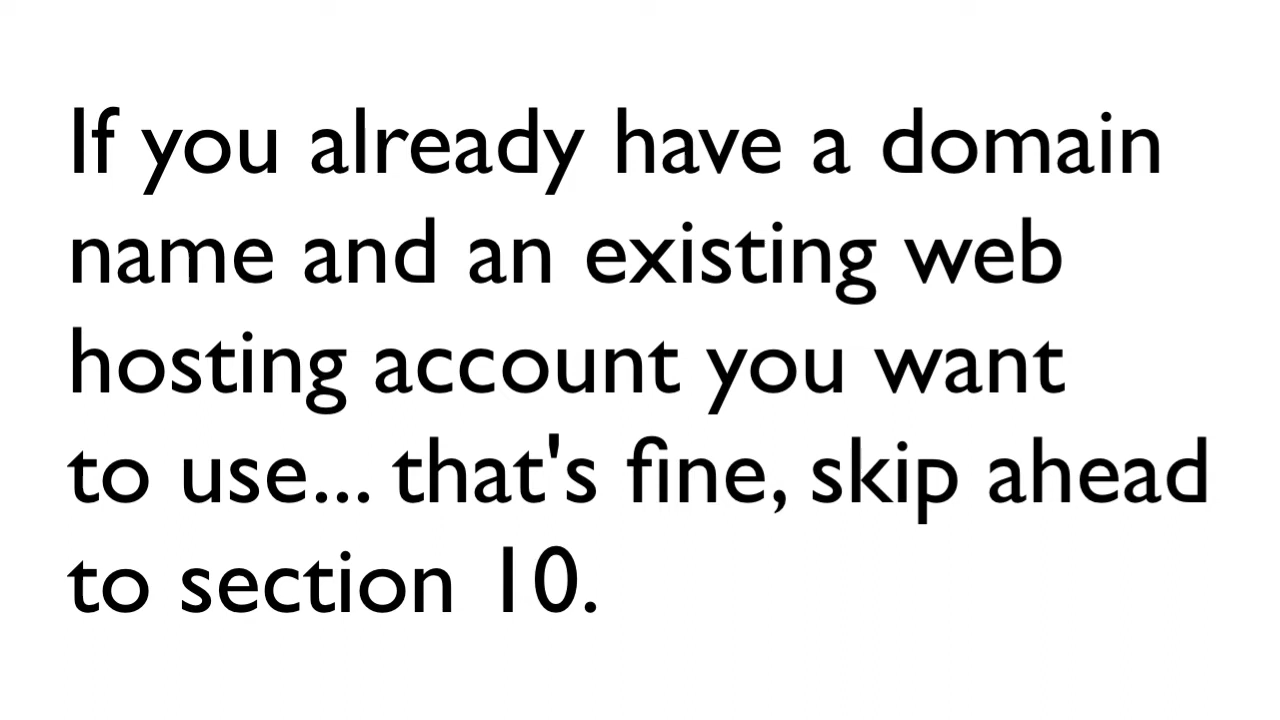 If you already have a domain
name and an existing web
hosting account you want
to use... that's fine, skip ahead
to section 10.